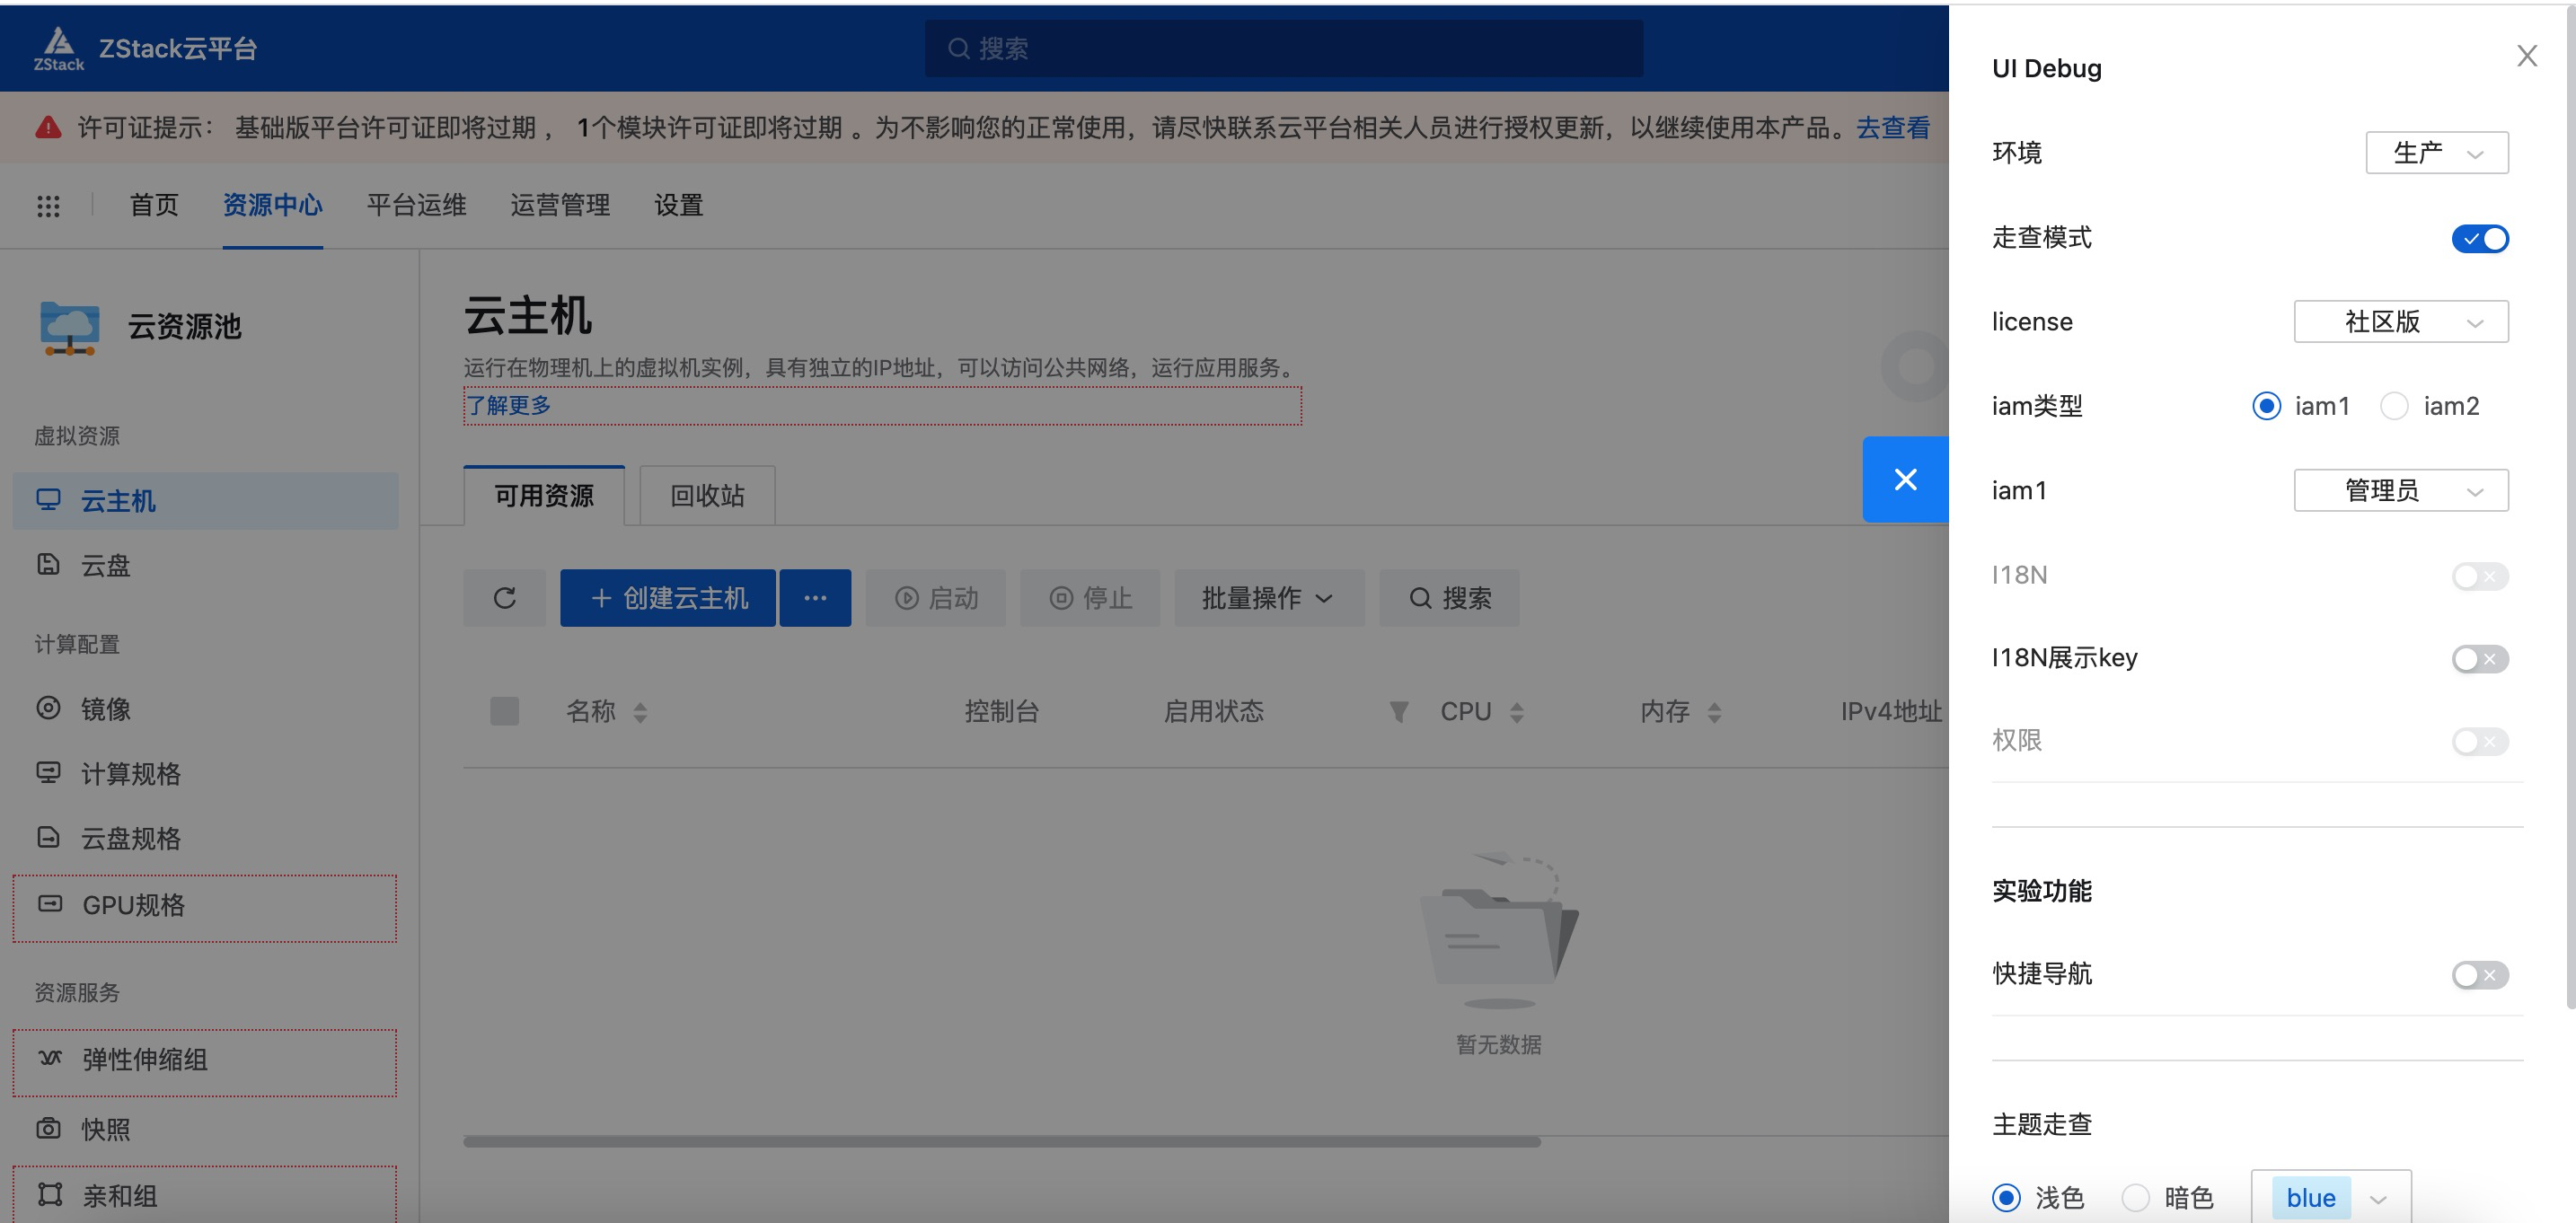 ZStack
ZStack云平台
搜索
许可证提示： 基础版平台许可证即将过期， 1个模块许可证即将过期 。为不影响您的正常使用，请尽快联系云平台相关人员进行授权更新，以继续使用本产品。去查看
首页 资源中心 平台运维 运营管理 设置
云资源池
虚拟资源
云主机
云盘
计算配置
镜像
计算规格
云盘规格
GPU规格
资源服务
弹性伸缩组
快照
亲和组
云主机
运行在物理机上的虚拟机实例，具有独立的IP地址，可以访问公共网络，运行应用服务。
了解更多
可用资源 回收站
创建云主机 ··· 启动 停止 批量操作 搜索
名称 控制台 启用状态 CPU 内存 IPv4地址
暂无数据
UI Debug
环境 生产
走查模式
license 社区版
iam类型 iam1 iam2
iam1 管理员
I18N
I18N展示key
权限
实验功能
快捷导航
主题走查
浅色 暗色 blue